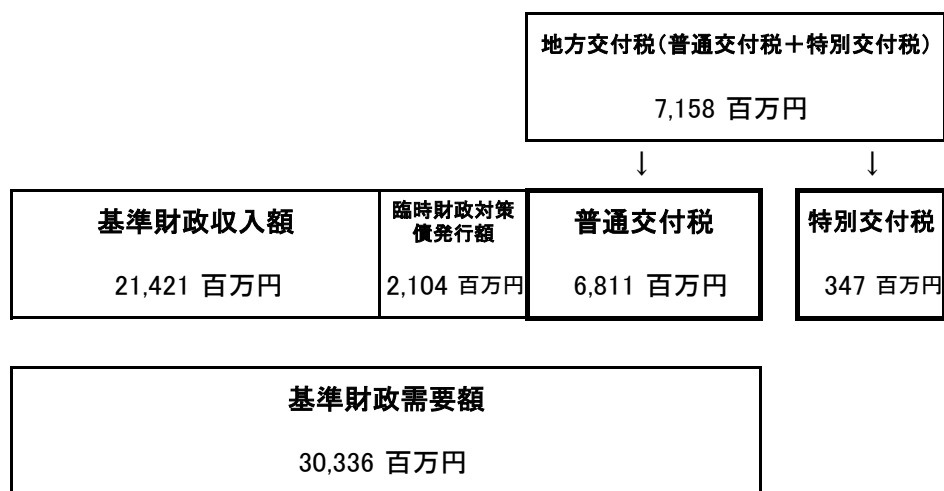 地方交付税(普通交付税＋特別交付税)
7,158 百万円
↓ ↓
基準財政収入額
21,421 百万円
臨時財政対策
債発行額
2,104 百万円
普通交付税
6,811 百万円
特別交付税
347 百万円
基準財政需要額
30,336 百万円